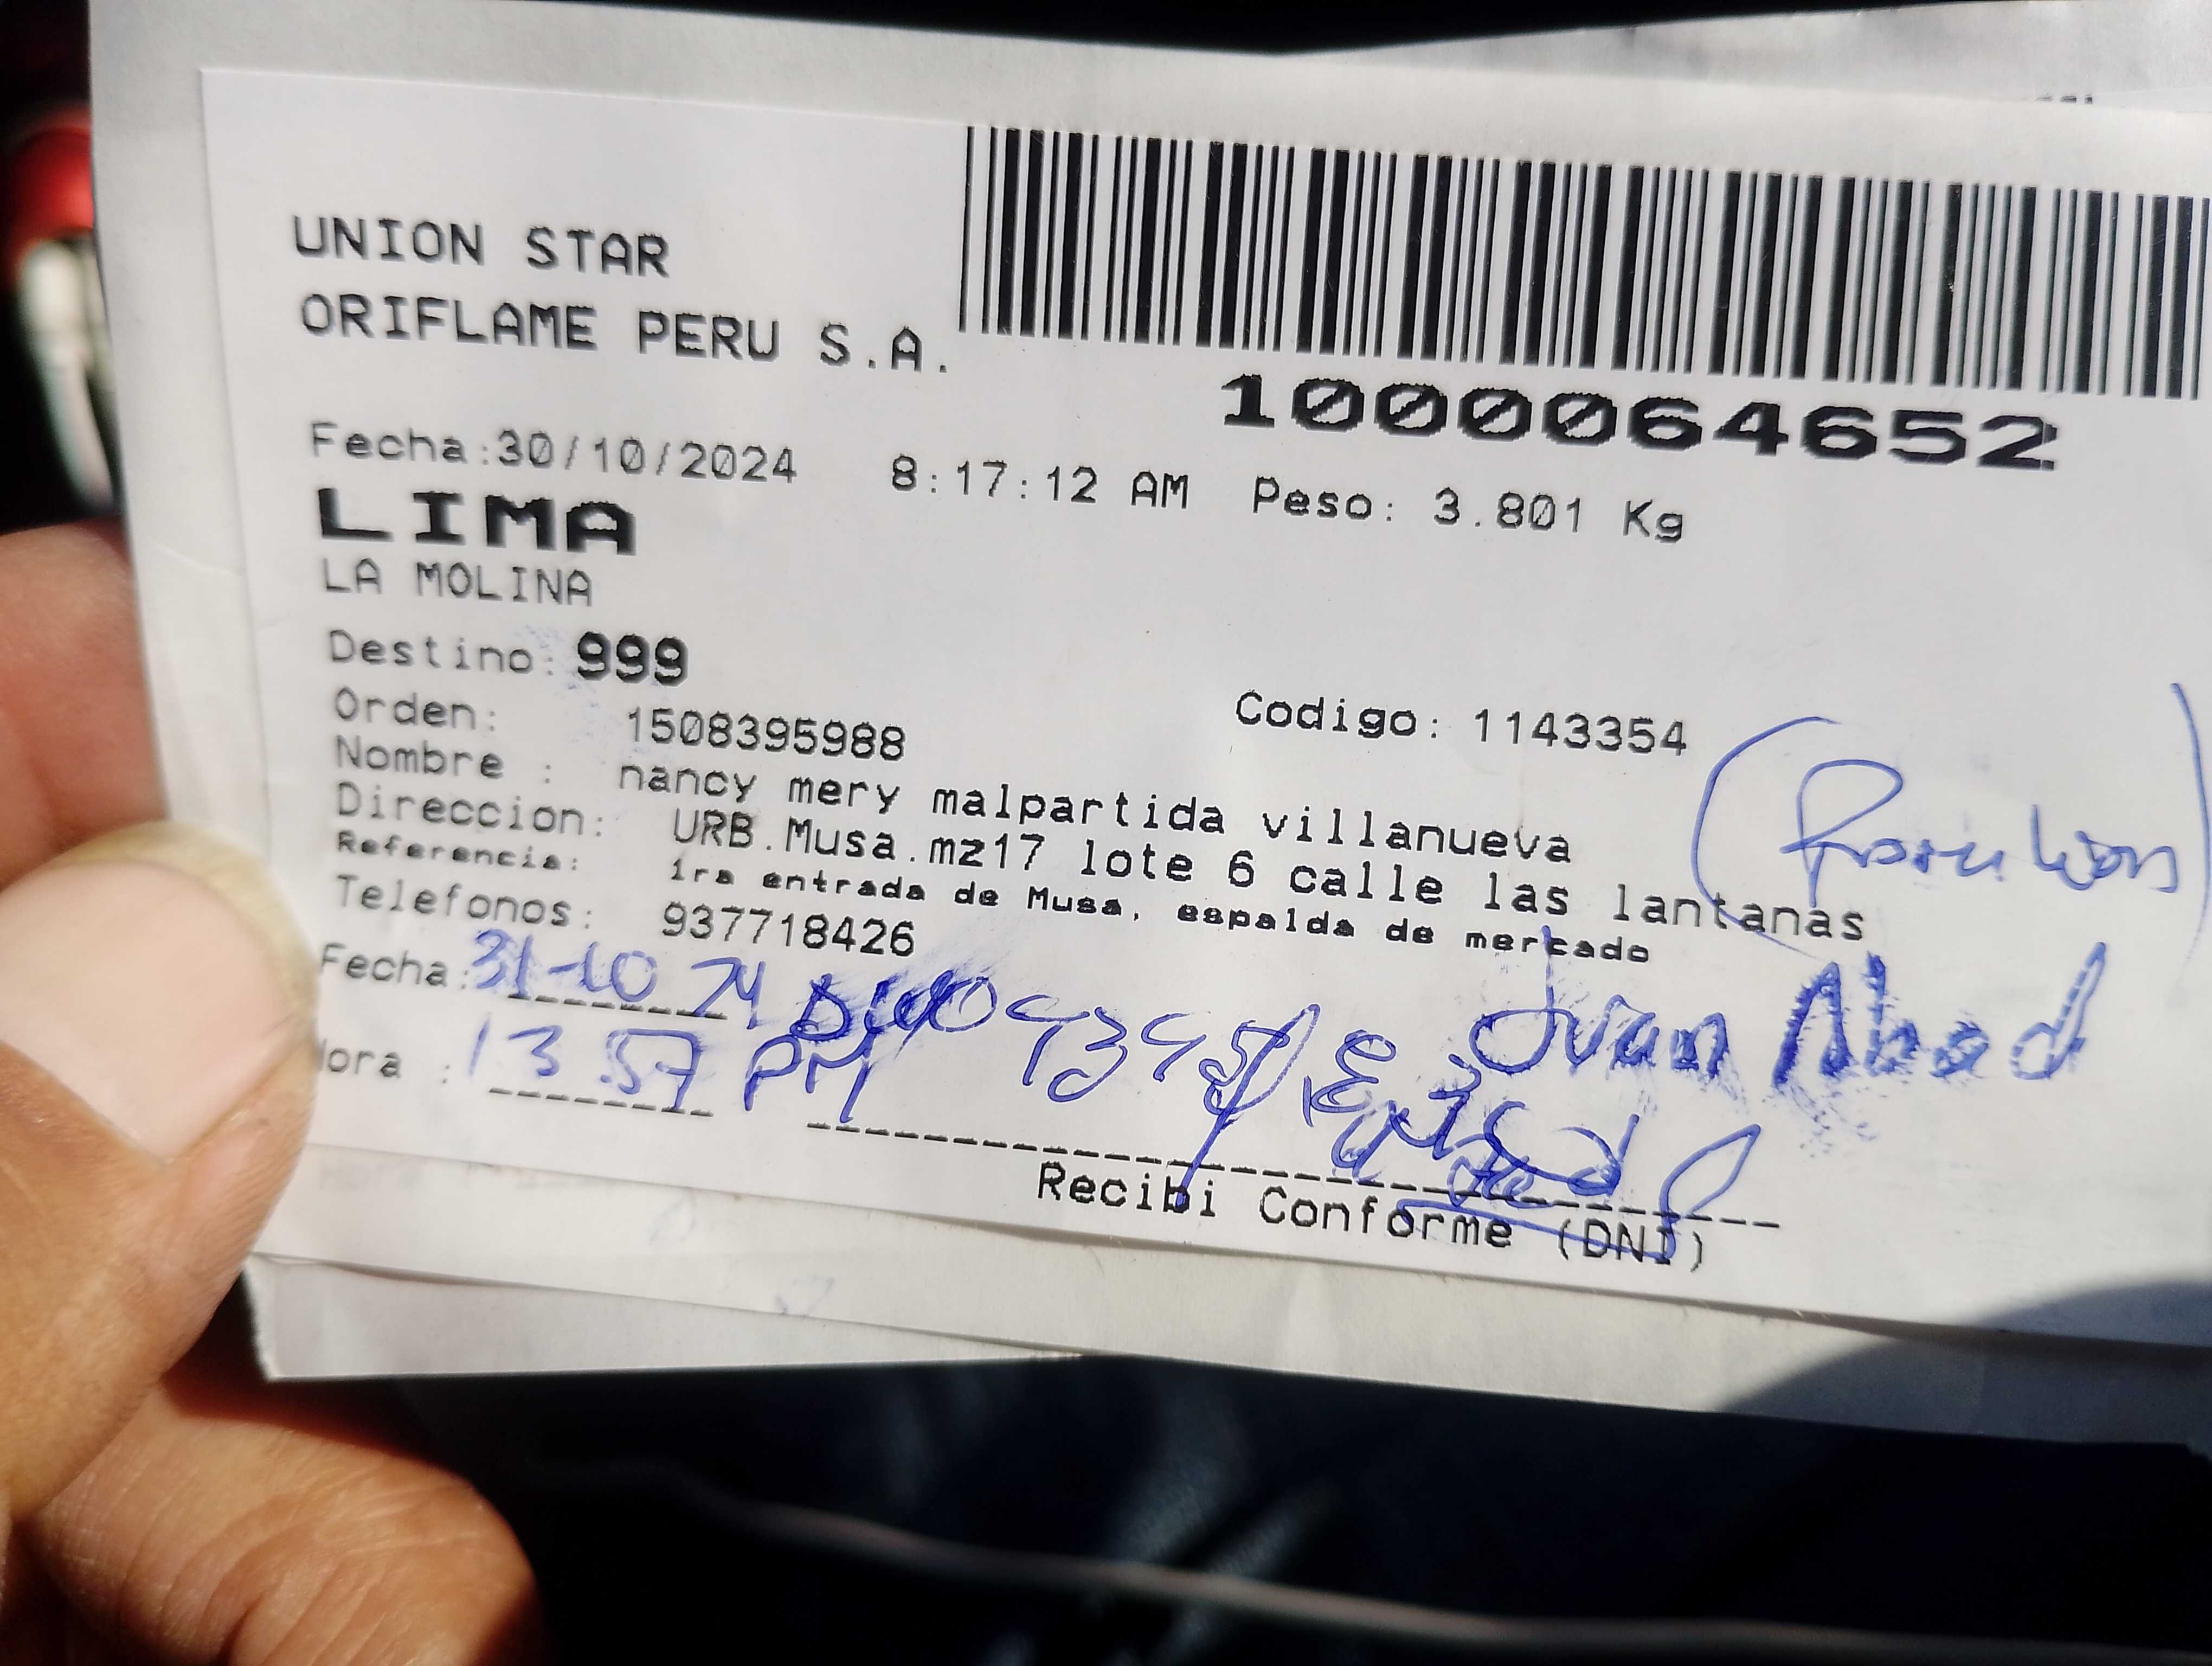 UNION STAR
ORIFLAME PERU S.A.
1000064652
Fecha:30/10/2024 8:17:12 AM Peso: 3.801 Kg
LIMA
LA MOLINA
Destino: 999
Orden: 1508395988 Codigo: 1143354
Nombre : nancy mery malpartida villanueva
Direccion: URB.Musa.mz17 lote 6 calle las lantanas
Referencia: 1ra entrada de Musa, espalda de mercado
Telefonos: 937718426
Fecha: 31-10 24
Juan Abad
Hora : 13 57 PM
Recibi Conforme (DNI)